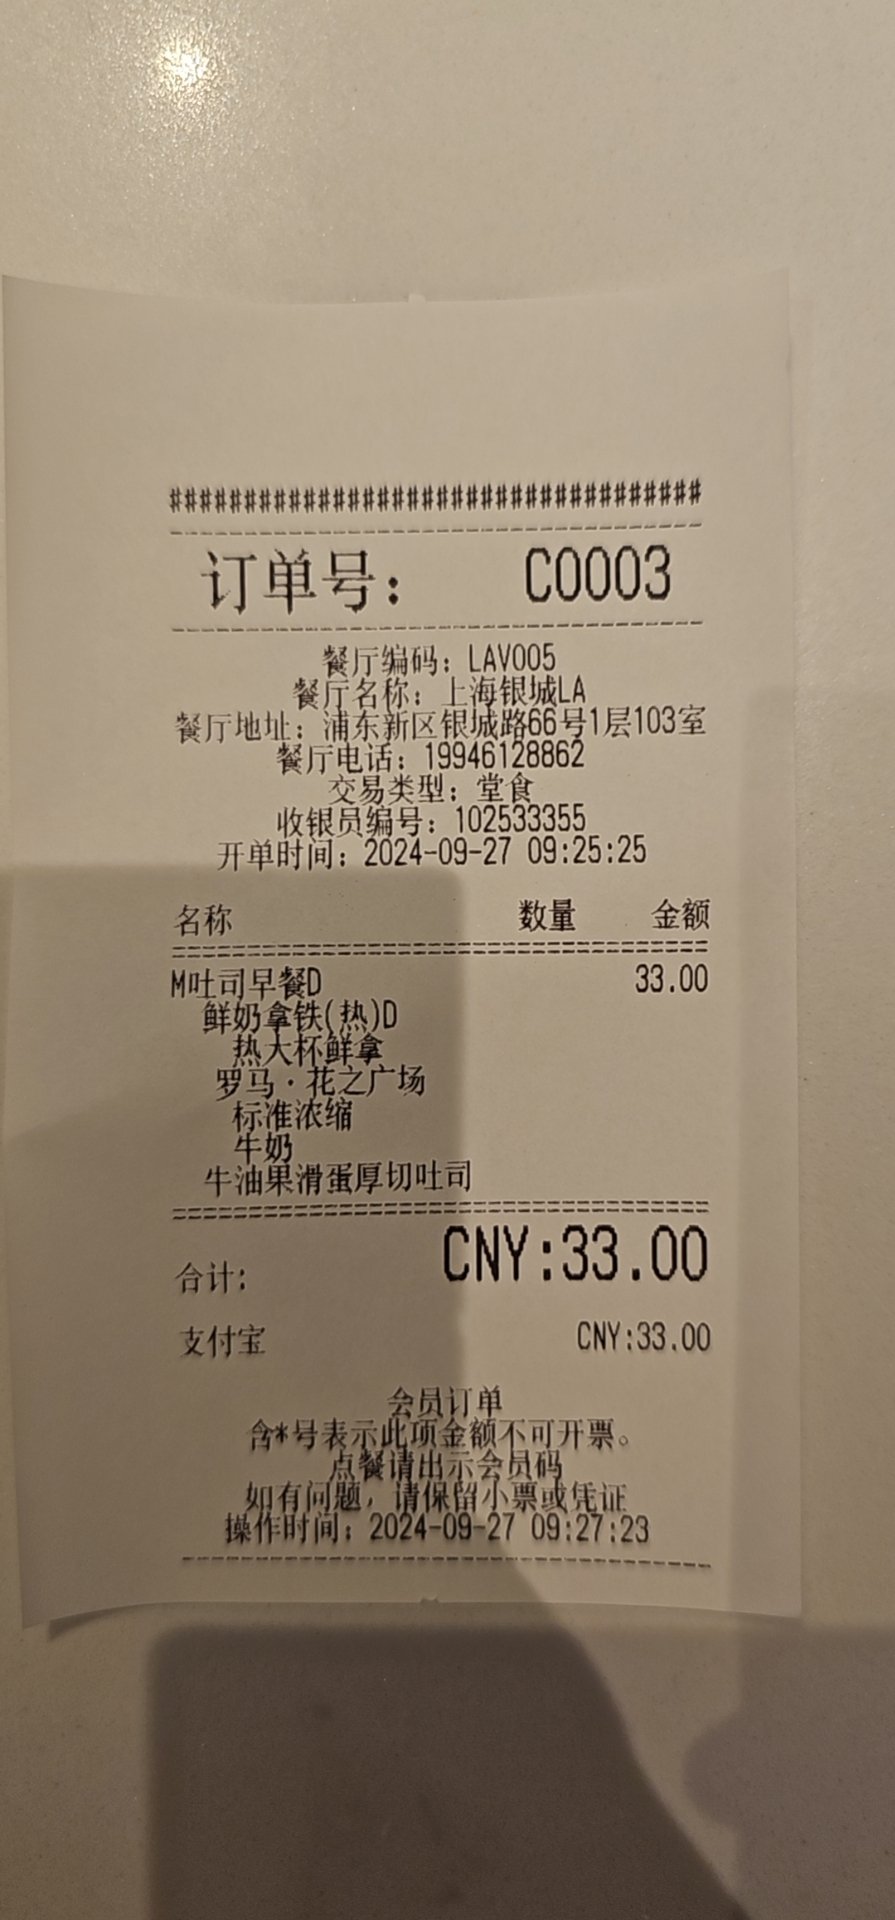 ####################################
订单号： C0003
餐厅编码：LAV005
餐厅名称：上海银城LA
餐厅地址：浦东新区银城路66号1层103室
餐厅电话：19946128862
交易类型：堂食
收银员编号：102533355
开单时间：2024-09-27 09:25:25
名称 数量 金额
M吐司早餐D 33.00
鲜奶拿铁(热)D
热大杯鲜拿
罗马·花之广场
标准浓缩
牛奶
牛油果滑蛋厚切吐司
合计: CNY:33.00
支付宝 CNY:33.00
会员订单
含*号表示此项金额不可开票。
点餐请出示会员码
如有问题，请保留小票或凭证
操作时间：2024-09-27 09:27:23